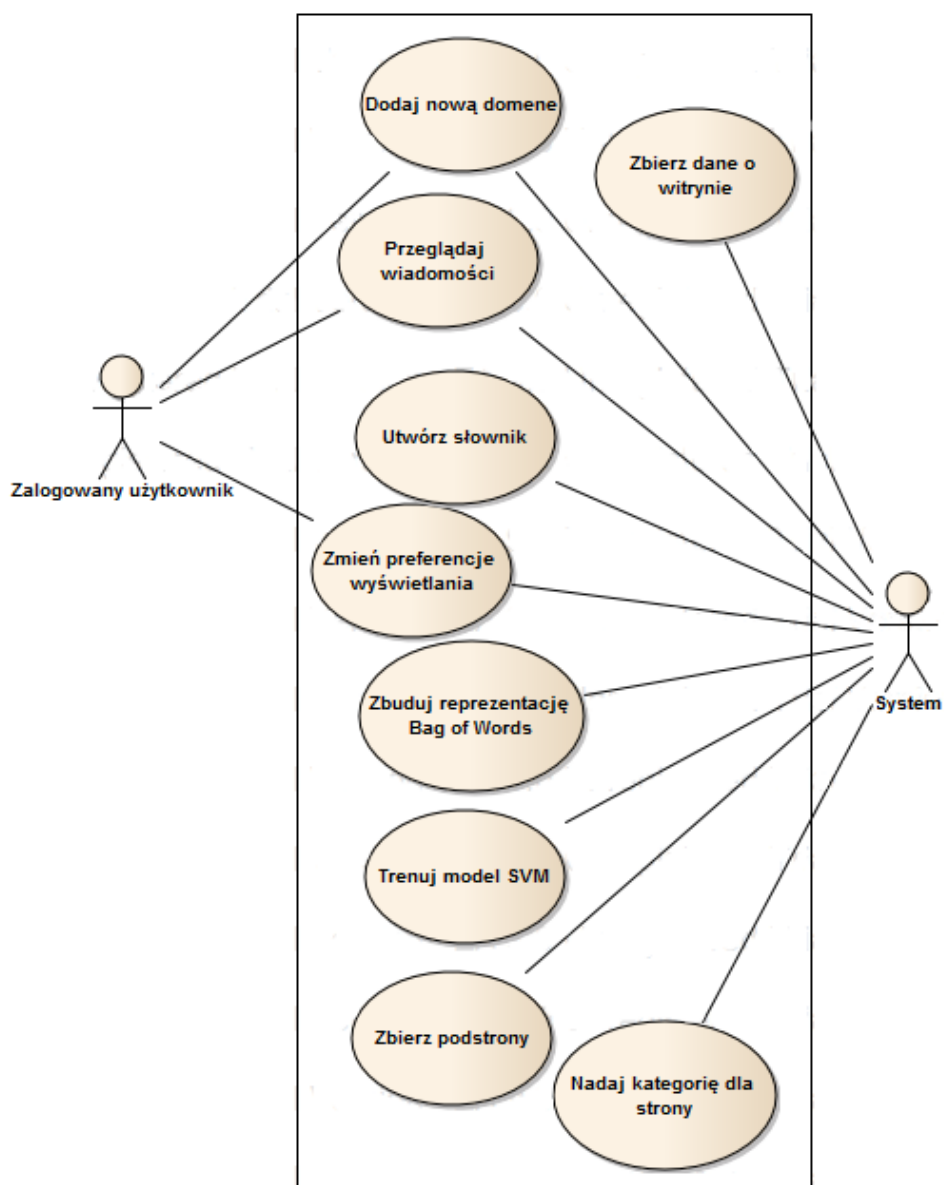 Dodaj nową domene
Zbierz dane o
witrynie
Przeglądaj
wiadomości
Utwórz słownik
Zalogowany użytkownik
Zmień preferencje
wyświetlania
System
Zbuduj reprezentację
Bag of Words
Trenuj model SVM
Zbierz podstrony
Nadaj kategorię dla
strony